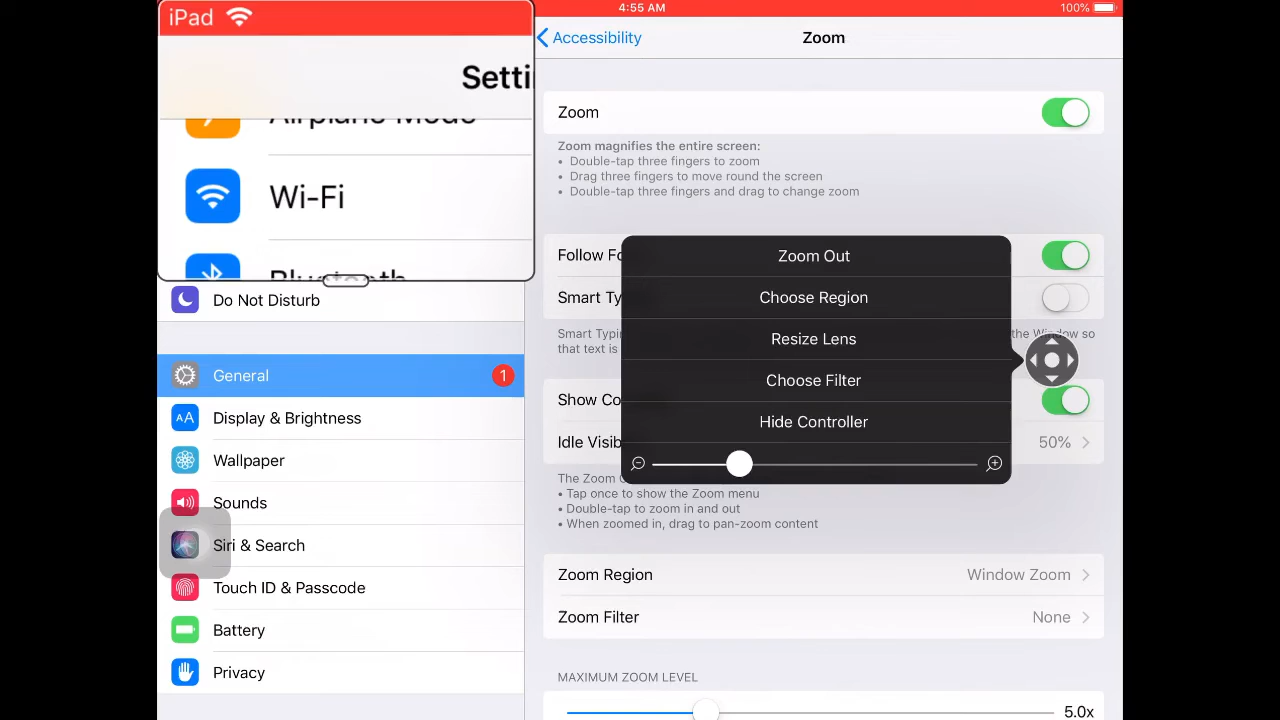 iPad
4:55 AM
100%
Accessibility
Zoom
Setti
Airplane Mode
Wi-Fi
Bluetooth
Do Not Disturb
General
1
AA
Display & Brightness
Wallpaper
Sounds
Siri & Search
Touch ID & Passcode
Battery
Privacy
Zoom
Zoom magnifies the entire screen:
• Double-tap three fingers to zoom
• Drag three fingers to move round the screen
• Double-tap three fingers and drag to change zoom
Follow Fo
Smart Ty
Smart Typin
the Window so
that text is
Show Co
Idle Visib
50%
Zoom Out
Choose Region
Resize Lens
Choose Filter
Hide Controller
The Zoom C
• Tap once to show the Zoom menu
• Double-tap to zoom in and out
• When zoomed in, drag to pan-zoom content
Zoom Region
Window Zoom
Zoom Filter
None
MAXIMUM ZOOM LEVEL
5.0x